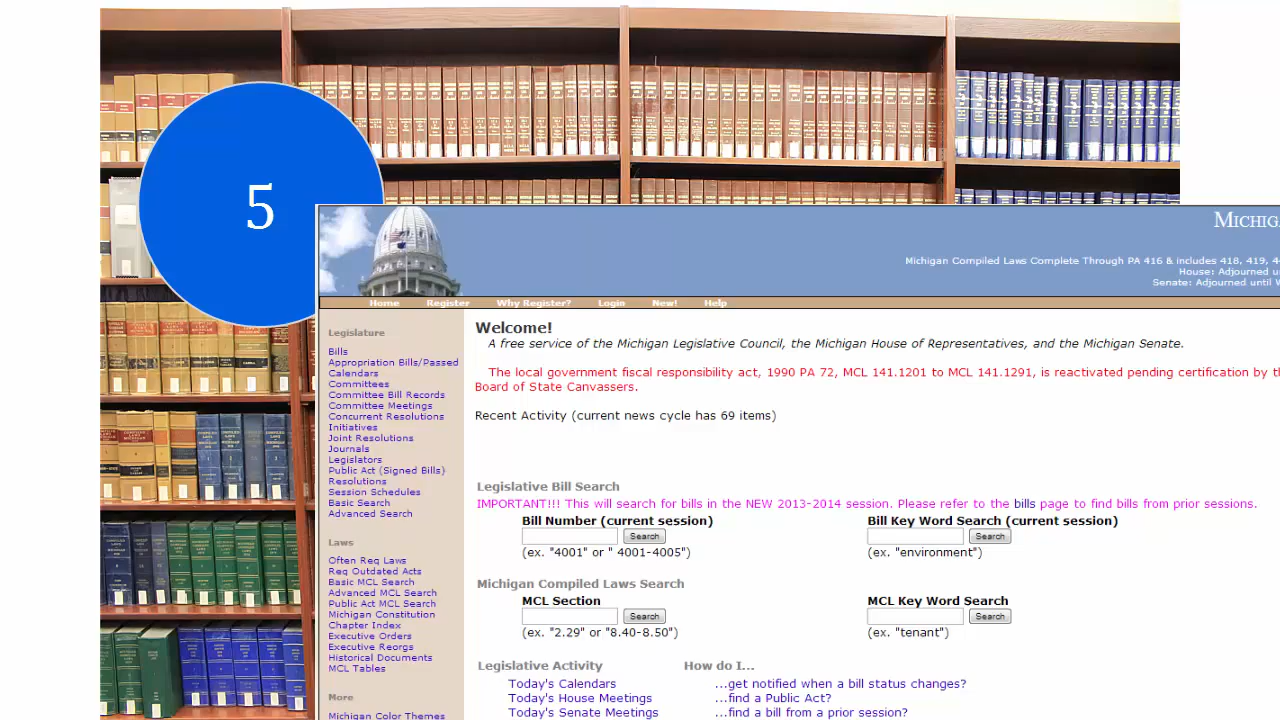 5
MICHIG
Michigan Compiled Laws Complete Through PA 416 & includes 418, 419, 4
House: Adjourned u
Senate: Adjourned until W
Home Register Why Register? Login New! Help
Legislature
Bills
Appropriation Bills/Passed
Calendars
Committees
Committee Bill Records
Committee Meetings
Concurrent Resolutions
Initiatives
Joint Resolutions
Journals
Legislators
Public Act (Signed Bills)
Resolutions
Session Schedules
Basic Search
Advanced Search
Laws
Often Req Laws
Req Outdated Acts
Basic MCL Search
Advanced MCL Search
Public Act MCL Search
Michigan Constitution
Chapter Index
Executive Orders
Executive Reorgs
Historical Documents
MCL Tables
More
Michigan Color Themes
Welcome!
A free service of the Michigan Legislative Council, the Michigan House of Representatives, and the Michigan Senate.
The local government fiscal responsibility act, 1990 PA 72, MCL 141.1201 to MCL 141.1291, is reactivated pending certification by t
Board of State Canvassers.
Recent Activity (current news cycle has 69 items)
Legislative Bill Search
IMPORTANT!!! This will search for bills in the NEW 2013-2014 session. Please refer to the bills page to find bills from prior sessions.
Bill Number (current session) Bill Key Word Search (current session)
Search Search
(ex. "4001" or " 4001-4005") (ex. "environment")
Michigan Compiled Laws Search
MCL Section MCL Key Word Search
Search Search
(ex. "2.29" or "8.40-8.50") (ex. "tenant")
Legislative Activity How do I...
Today's Calendars ...get notified when a bill status changes?
Today's House Meetings ...find a Public Act?
Today's Senate Meetings ...find a bill from a prior session?